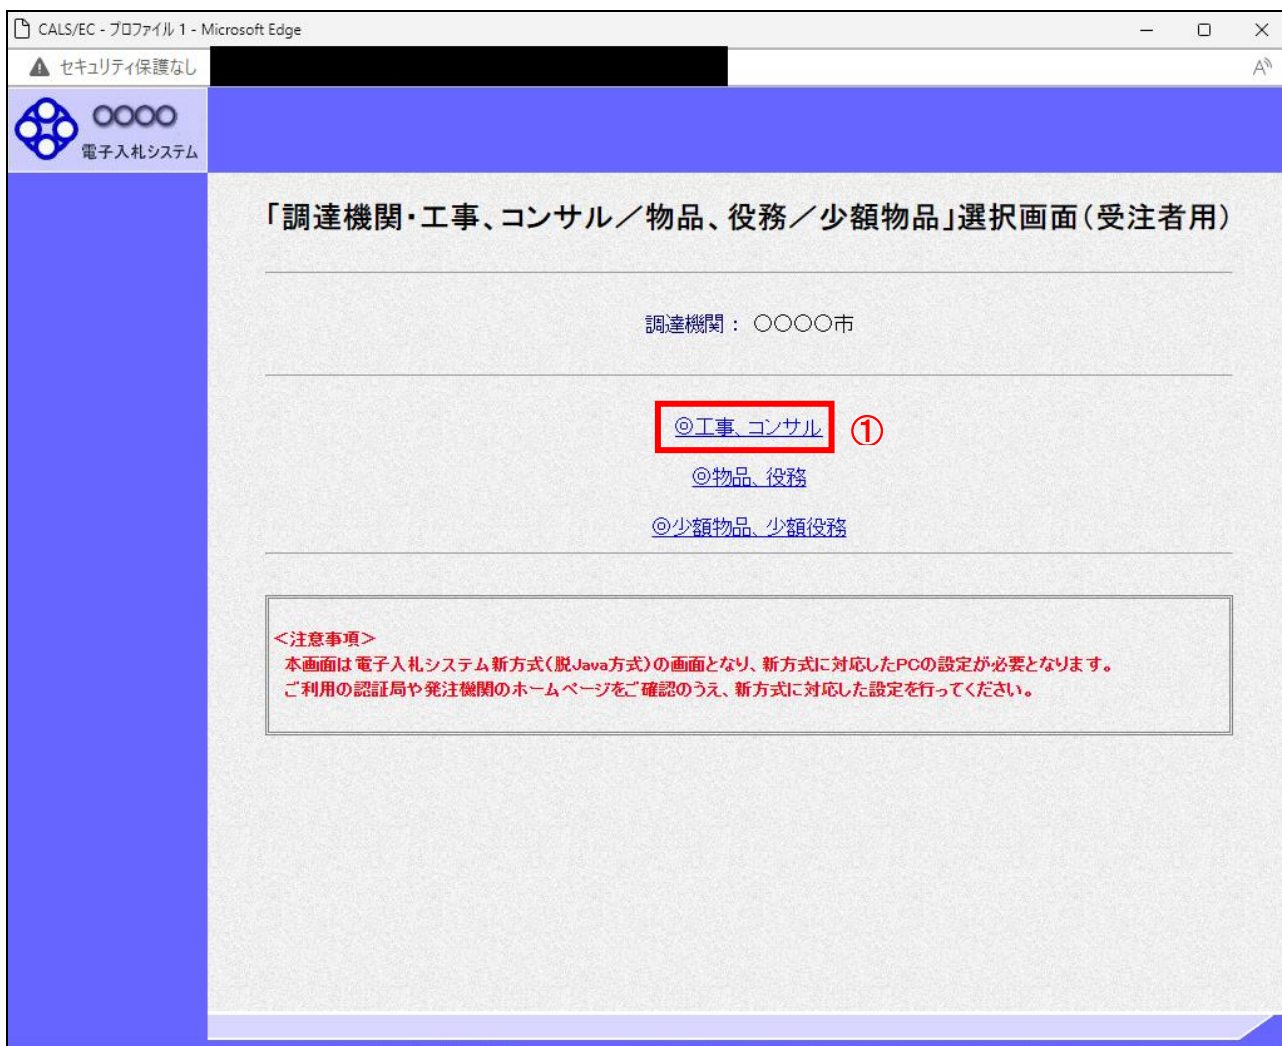 CALS/EC - プロファイル 1 - Microsoft Edge
セキュリティ保護なし
○○○○
電子入札システム
「調達機関・工事、コンサル／物品、役務／少額物品」選択画面（受注者用）
調達機関： ○○○○市
◎工事、コンサル ①
◎物品、役務
◎少額物品、少額役務
＜注意事項＞
本画面は電子入札システム新方式（脱Java方式）の画面となり、新方式に対応したPCの設定が必要となります。
ご利用の認証局や発注機関のホームページをご確認のうえ、新方式に対応した設定を行ってください。